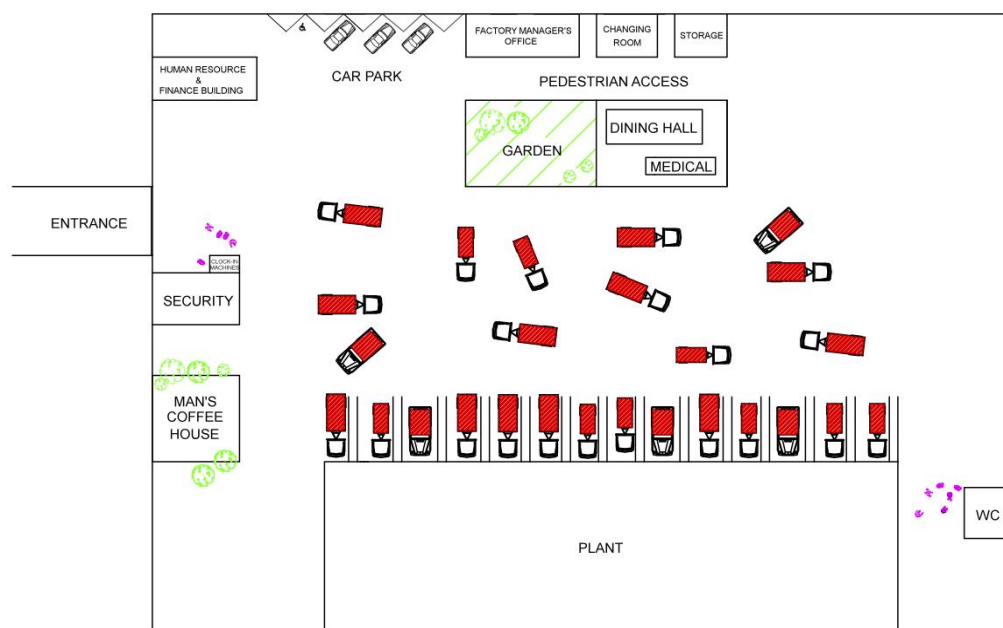 FACTORY MANAGER'S
OFFICE
CHANGING
ROOM
STORAGE
HUMAN RESOURCE
&
FINANCE BUILDING
CAR PARK
PEDESTRIAN ACCESS
DINING HALL
GARDEN
MEDICAL
ENTRANCE
CLOCK-IN
MACHINES
SECURITY
MAN'S
COFFEE
HOUSE
WC
PLANT